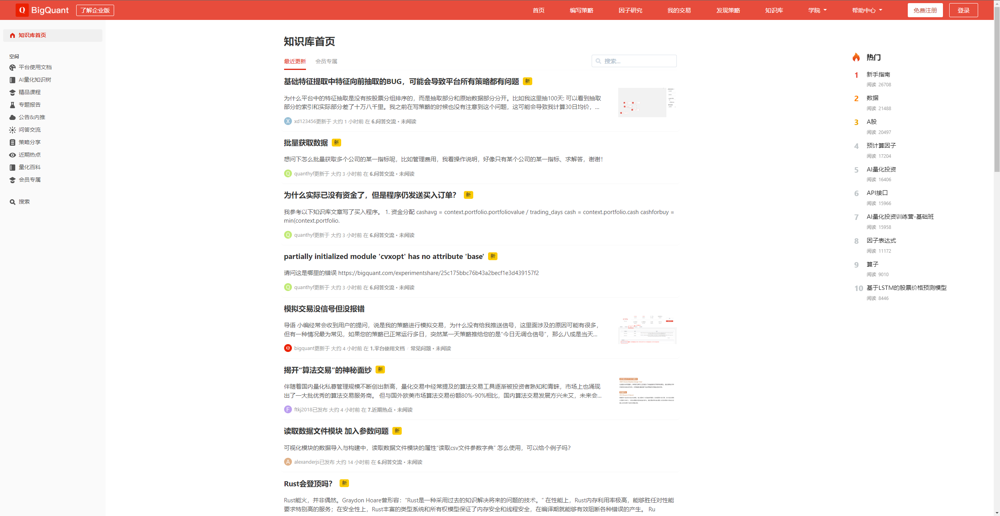 BigQuant 了解企业版 首页 编写策略 因子研究 我的交易 发现策略 知识库 学院 帮助中心 免费注册 登录
知识库首页
空间
平台使用文档
AI量化知识树
精品课程
专题报告
公告&内推
问答交流
策略分享
近期热点
量化百科
会员专属
搜索
知识库首页
最近更新 会员专属 搜索...
基础特征提取中特征向前抽取的BUG，可能会导致平台所有策略都有问题 新
为什么平台中的特征抽取是没有按股票分组排序的，而是抽取部分和原始数据部分分开。比如我这里抽100天: 可以看到抽取
部分的索引和实际部分差了十万八千里。我之前在写策略的时候也没有注意到这个问题，这可能会导致我计算30日均价，...
X xd123456更新于 大约 1 小时前 在 6.问答交流 • 未阅读
批量获取数据 新
想问下怎么批量获取多个公司的某一指标呢，比如管理费用，我看操作说明，好像只有某个公司的某一指标、求解答，谢谢！
Q quanthyf更新于 大约 3 小时前 在 6.问答交流 • 未阅读
为什么实际已没有资金了，但是程序仍发送买入订单？ 新
我参考以下知识库文章写了买入程序。 1. 资金分配 cashavg = context.portfolio.portfoliovalue / trading_days cash = context.portfolio.cash cashforbuy =
min(context.portfolio.
Q quanthyf更新于 大约 3 小时前 在 6.问答交流 • 未阅读
partially initialized module 'cvxopt' has no attribute 'base' 新
请问这是哪里的错误 https://bigquant.com/experimentshare/25c175bbc76b43a2becf1e3d439157f2
Q quanthyf更新于 大约 3 小时前 在 6.问答交流 • 未阅读
模拟交易没信号但没报错
导语 小编经常会收到用户的提问，说是我的策略进行模拟交易，为什么没有给我推送信号，这里面涉及的原因可能有很多，
但有一种情况最为常见，如果您的策略已正常运行多日，突然某一天策略推给您的是“今日无调仓信号”，那么八成是当天...
Q bigquant更新于 大约 4 小时前 在 1.平台使用文档 / 常见问题 • 未阅读
揭开“算法交易”的神秘面纱 新
伴随着国内量化私募管理规模不断创出新高，量化交易中经常提及的算法交易工具逐渐被投资者熟知和青睐，市场上也涌现
出了一大批优秀的算法交易服务商。 但与国外欧美市场算法交易份额80%-90%相比，国内算法交易发展方兴未艾，未来会...
F ftkj2018已发布 大约 4 小时前 在 7.近期热点 • 未阅读
读取数据文件模块 加入参数问题 新
可视化模块的数据导入与构建中，读取数据文件模块的属性“读取csv文件参数字典” 怎么使用，可以给个例子吗？
A alexanderjs已发布 大约 14 小时前 在 6.问答交流 • 未阅读
Rust会登顶吗？ 新
Rust能火，并非偶然。Graydon Hoare曾形容：“Rust是一种采用过去的知识解决将来的问题的技术。” 在性能上，Rust内存利用率极高，能够胜任对性能
要求特别高的服务；在安全性上，Rust丰富的类型系统和所有权模型保证了内存安全和线程安全，在编译期就能够有效阻断各种错误的产生。 Ru
热门
1 新手指南
阅读 26708
2 数据
阅读 21488
3 A股
阅读 20497
4 预计算因子
阅读 17204
5 AI量化投资
阅读 16406
6 API接口
阅读 15966
7 AI量化投资训练营-基础班
阅读 15958
8 因子表达式
阅读 11172
9 算子
阅读 9010
10 基于LSTM的股票价格预测模型
阅读 8446